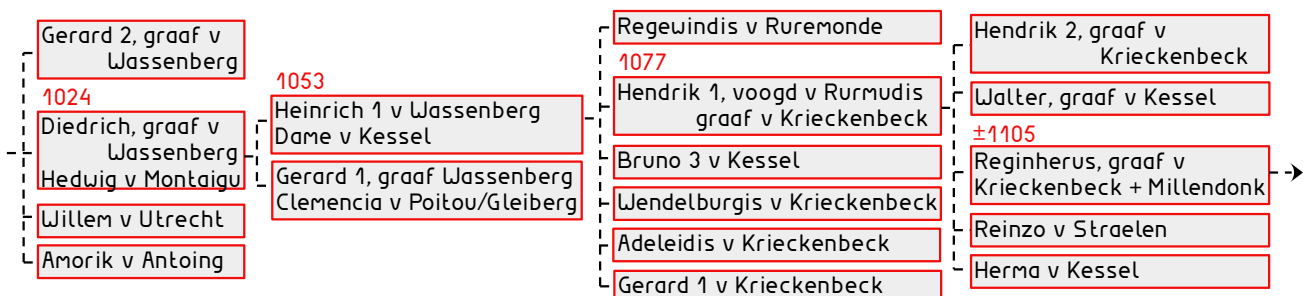 Gerard 2, graaf v
Wassenberg
1024
Diedrich, graaf v
Wassenberg
Hedwig v Montaigu
Willem v Utrecht
Amorik v Antoing
1053
Heinrich 1 v Wassenberg
Dame v Kessel
Gerard 1, graaf Wassenberg
Clemencia v Poitou/Gleiberg
Regewindis v Ruremonde
1077
Hendrik 1, voogd v Rurmudis
graaf v Krieckenbeck
Bruno 3 v Kessel
Wendelburgis v Krieckenbeck
Adeleidis v Krieckenbeck
Gerard 1 v Krieckenbeck
Hendrik 2, graaf v
Krieckenbeck
Walter, graaf v Kessel
±1105
Reginherus, graaf v
Krieckenbeck + Millendonk
Reinzo v Straelen
Herma v Kessel